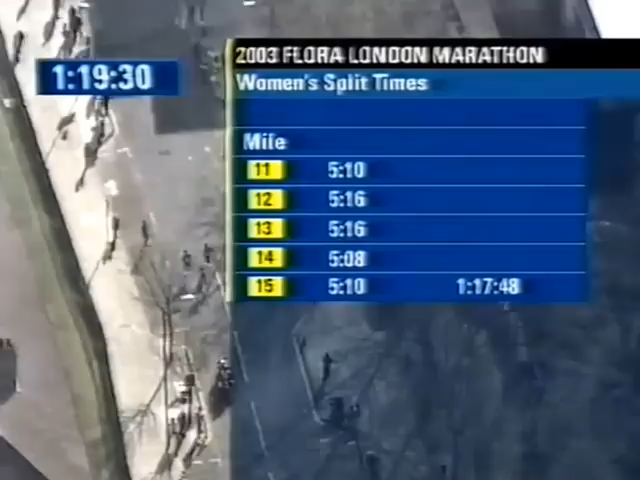 1:19:30
2003 FLORA LONDON MARATHON
Women's Split Times
Mile
11 5:10
12 5:16
13 5:16
14 5:08
15 5:10 1:17:48